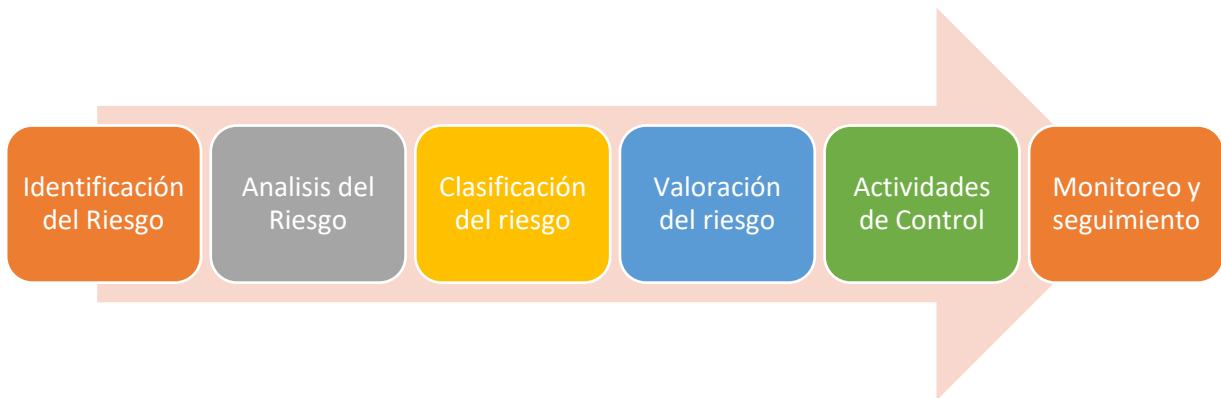 Identificación
del Riesgo
Analisis del
Riesgo
Clasificación
del riesgo
Valoración
del riesgo
Actividades
de Control
Monitoreo y
seguimiento